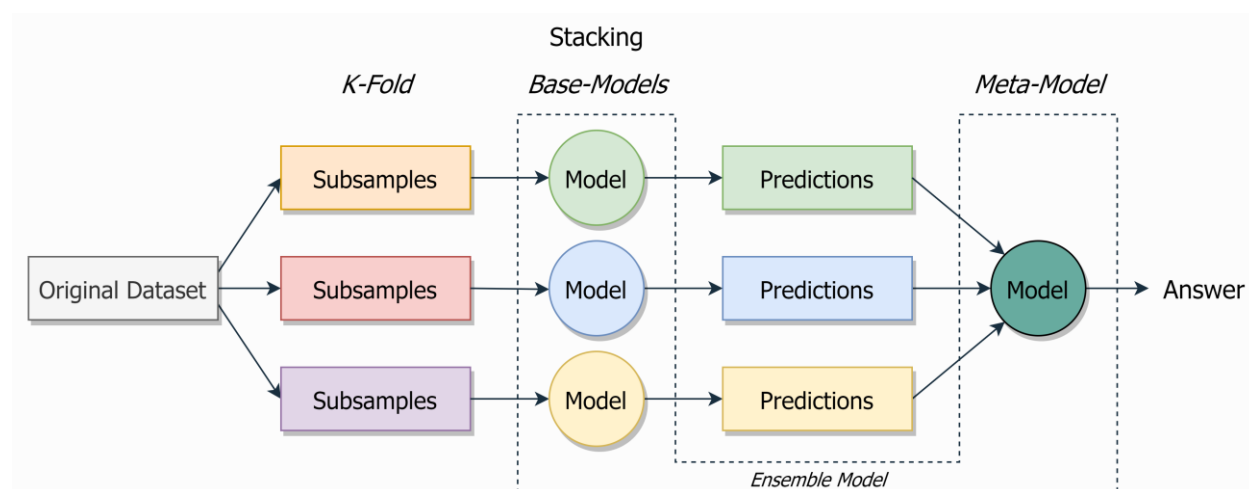 Stacking
K-Fold
Base-Models
Meta-Model
Subsamples
Model
Predictions
Original Dataset
Subsamples
Model
Predictions
Model
Answer
Subsamples
Model
Predictions
Ensemble Model